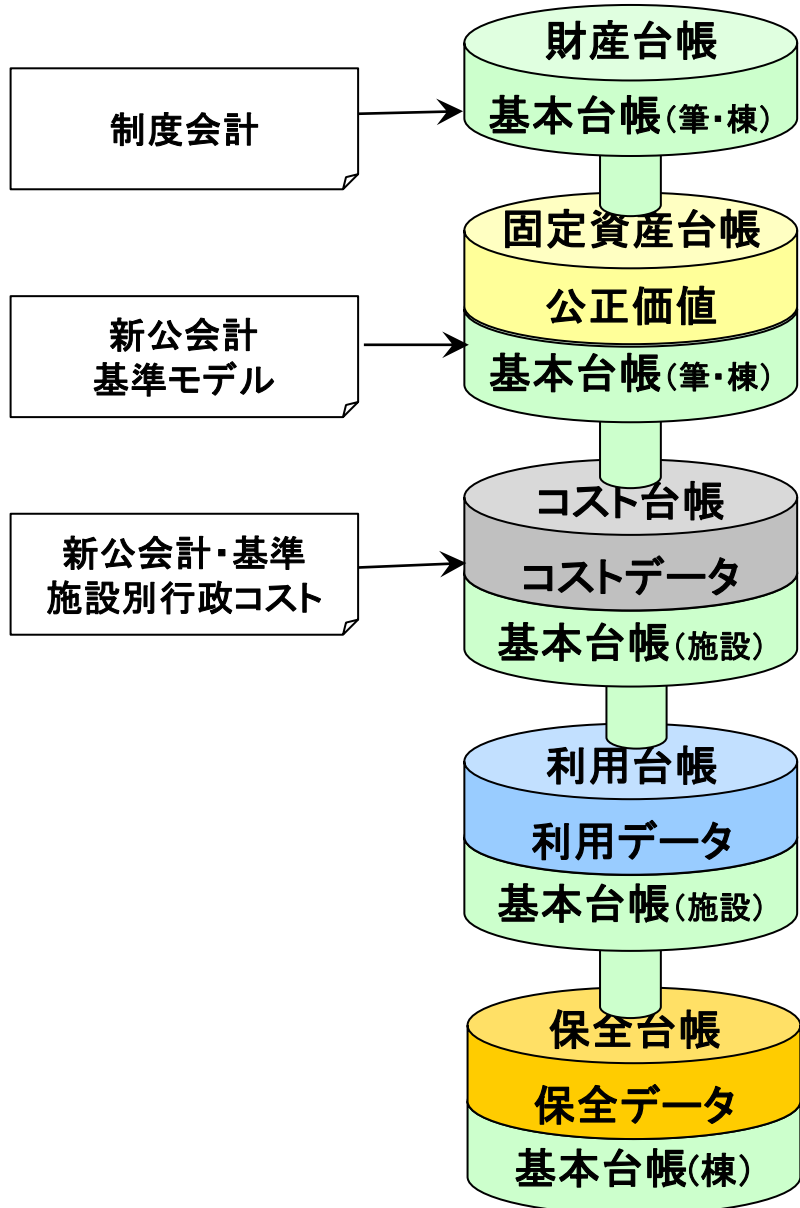 財産台帳
制度会計
基本台帳(筆・棟)
固定資産台帳
公正価値
新公会計
基準モデル
基本台帳(筆・棟)
コスト台帳
新公会計・基準
施設別行政コスト
コストデータ
基本台帳(施設)
利用台帳
利用データ
基本台帳(施設)
保全台帳
保全データ
基本台帳(棟)